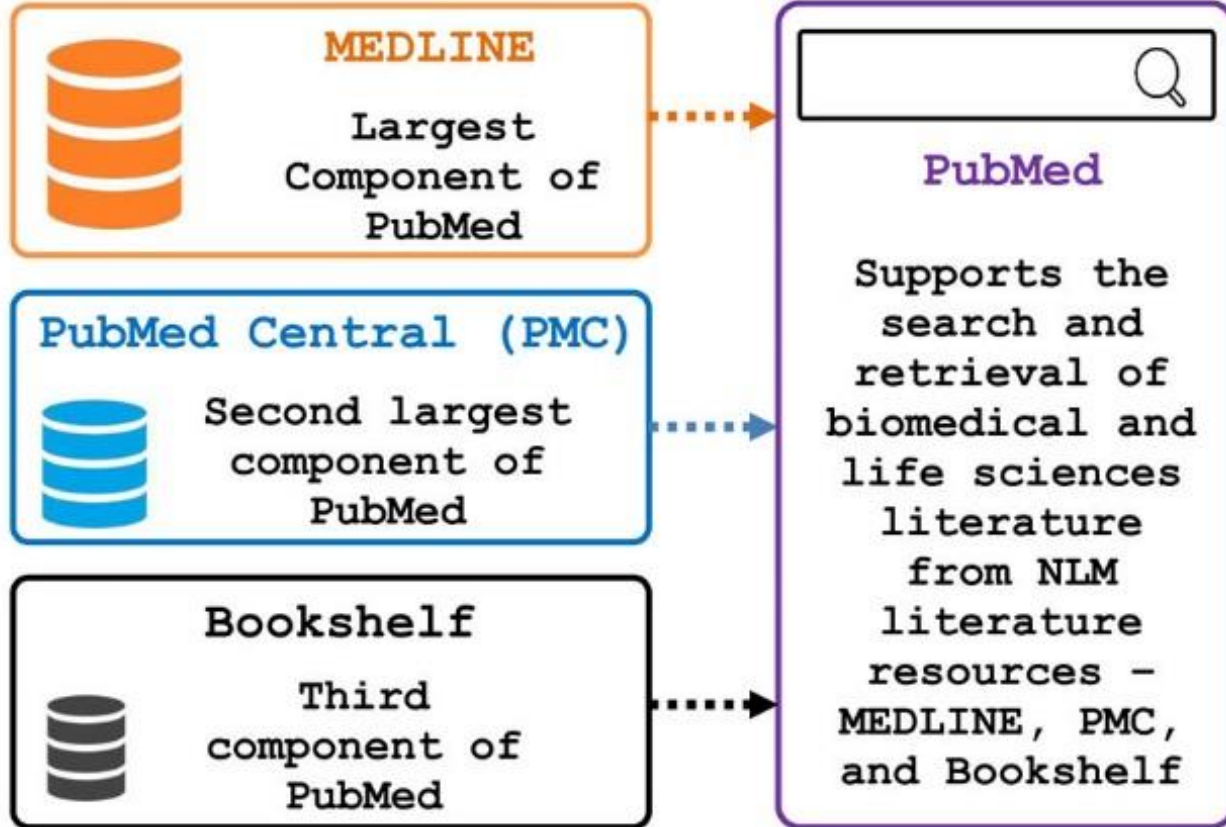 MEDLINE
Largest
Component of
PubMed
PubMed Central (PMC)
Second largest
component of
PubMed
Bookshelf
Third
component of
PubMed
PubMed
Supports the
search and
retrieval of
biomedical and
life sciences
literature
from NLM
literature
resources –
MEDLINE, PMC,
and Bookshelf